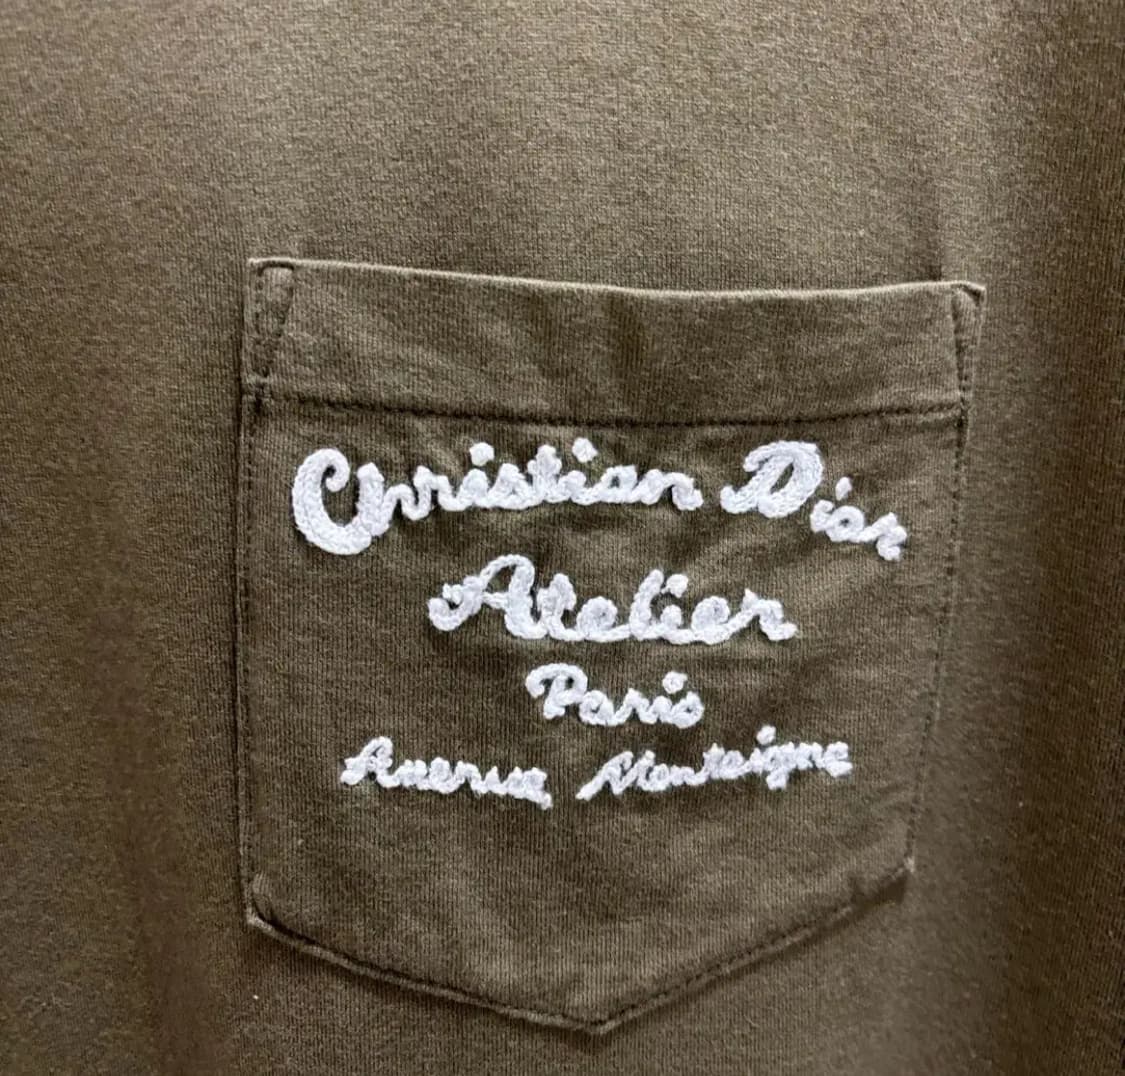 Christian Dior
Atelier
Paris
Avenue Montaigne